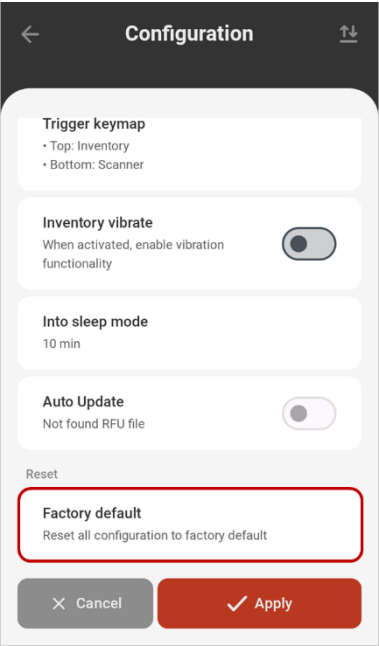 Configuration
Trigger keymap
• Top: Inventory
• Bottom: Scanner
Inventory vibrate
When activated, enable vibration
functionality
Into sleep mode
10 min
Auto Update
Not found RFU file
Reset
Factory default
Reset all configuration to factory default
Cancel
Apply